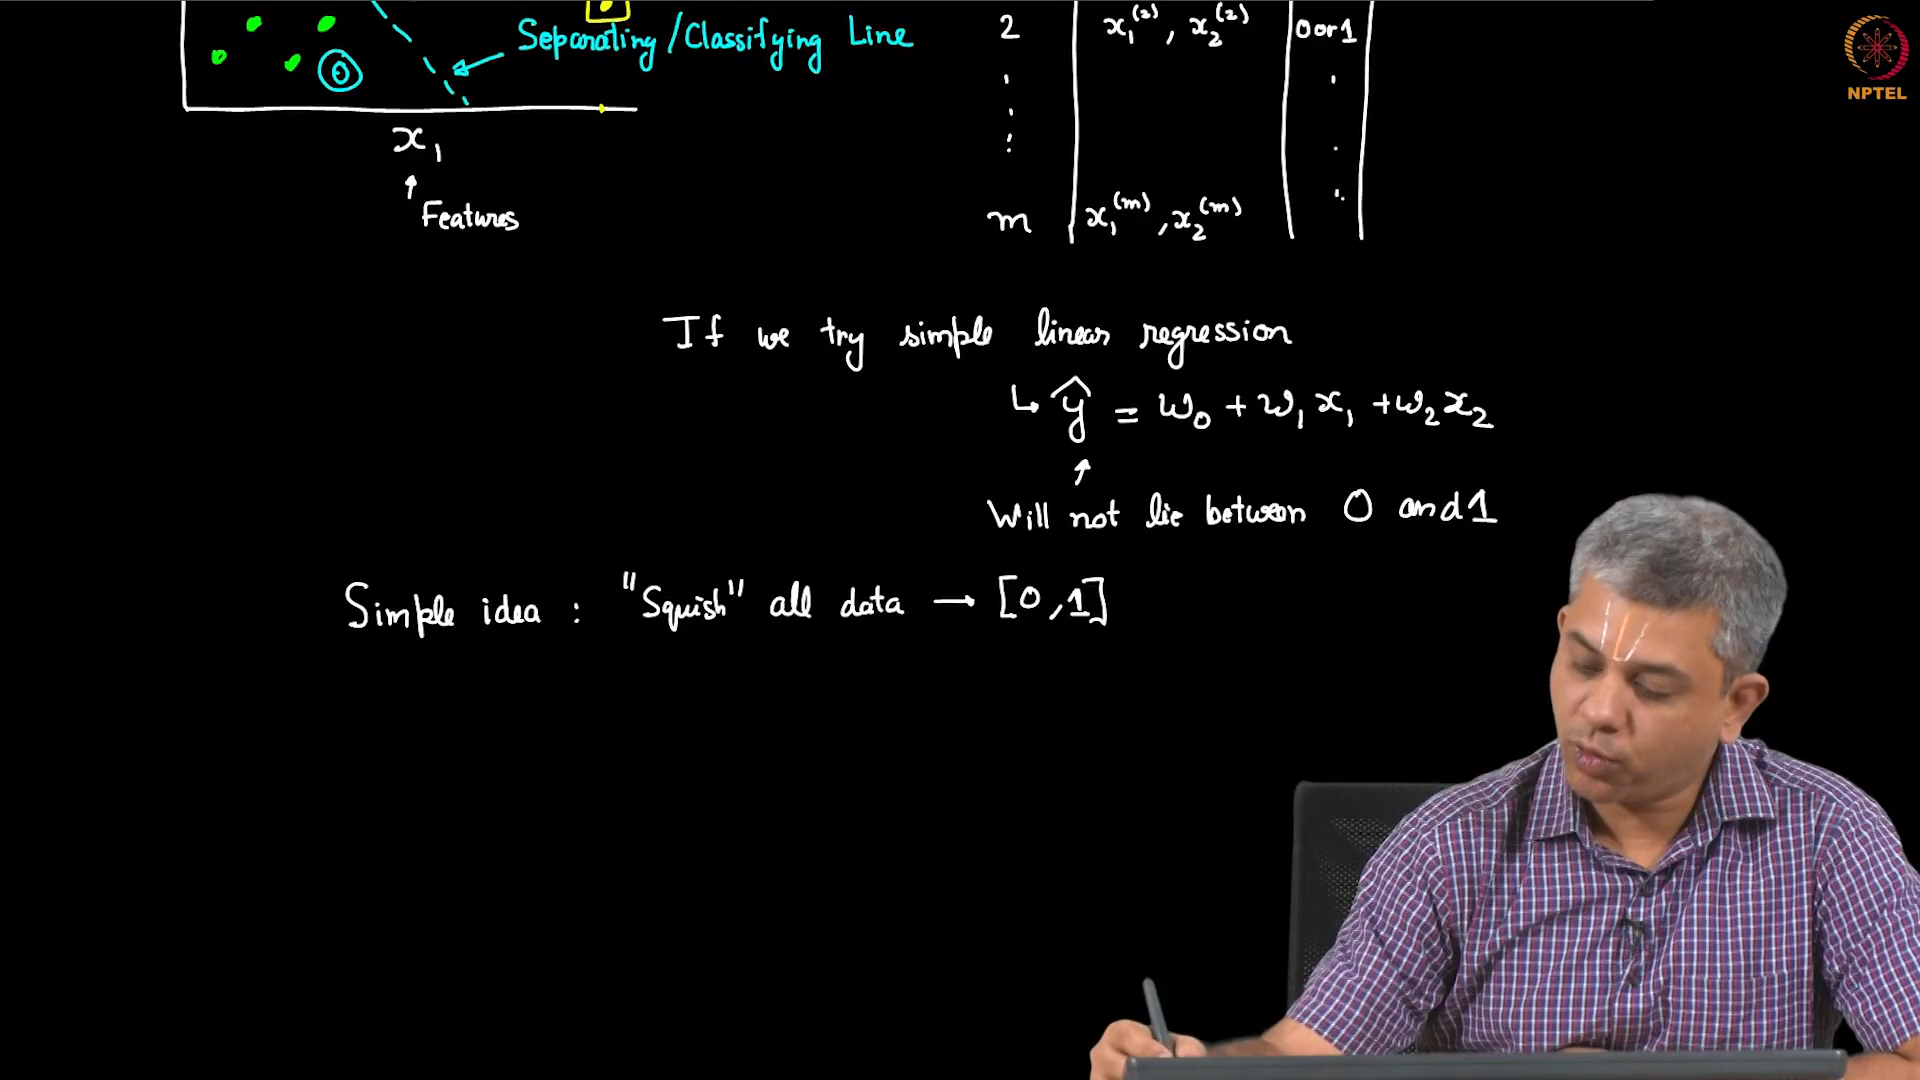 Separating/Classifying Line
0
x₁
Features
2 x₁⁽²⁾, x₂⁽²⁾ 0 or 1
m x₁⁽ᵐ⁾, x₂⁽ᵐ⁾
If we try simple linear regression
↳ ŷ = w₀ + w₁x₁ + w₂x₂
↑
Will not lie between 0 and 1
Simple idea : "Squish" all data → [0,1]
NPTEL